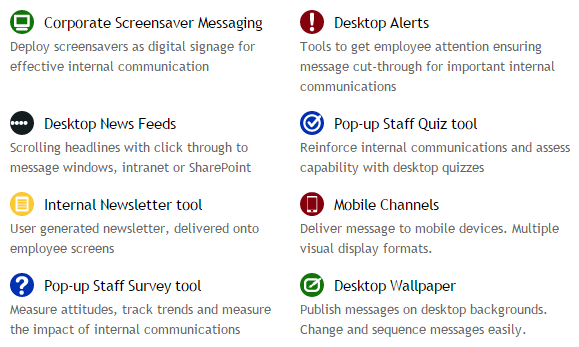 Corporate Screensaver Messaging
Deploy screensavers as digital signage for
effective internal communication
Desktop Alerts
Tools to get employee attention ensuring
message cut-through for important internal
communications
Desktop News Feeds
Scrolling headlines with click through to
message windows, intranet or SharePoint
Pop-up Staff Quiz tool
Reinforce internal communications and assess
capability with desktop quizzes
Internal Newsletter tool
User generated newsletter, delivered onto
employee screens
Mobile Channels
Deliver message to mobile devices. Multiple
visual display formats.
Pop-up Staff Survey tool
Measure attitudes, track trends and measure
the impact of internal communications
Desktop Wallpaper
Publish messages on desktop backgrounds.
Change and sequence messages easily.